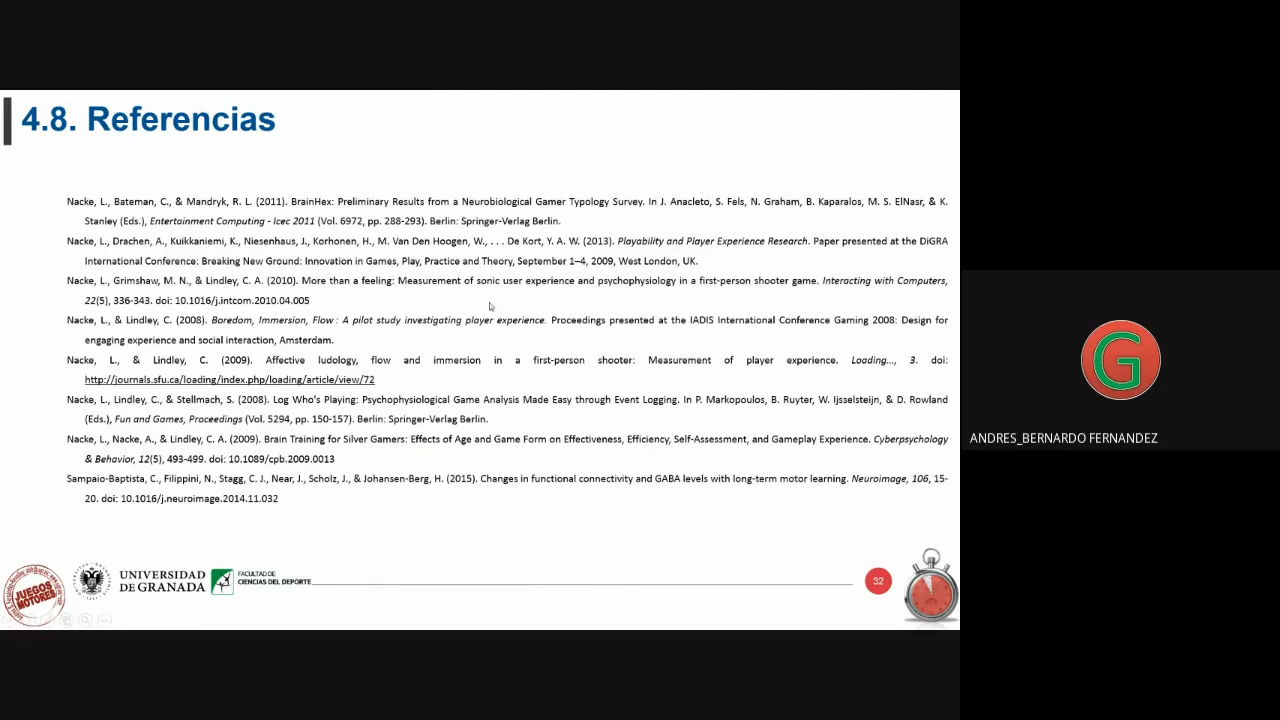 4.8. Referencias
Nacke, L., Bateman, C., & Mandryk, R. L. (2011). BrainHex: Preliminary Results from a Neurobiological Gamer Typology Survey. In J. Anacleto, S. Fels, N. Graham, B. Kaparalos, M. S. ElNasr, & K.
Stanley (Eds.), Entertainment Computing - Icec 2011 (Vol. 6972, pp. 288-293). Berlin: Springer-Verlag Berlin.
Nacke, L., Drachen, A., Kuikkaniemi, K., Niesenhaus, J., Korhonen, H., M. Van Den Hoogen, W., . . . De Kort, Y. A. W. (2013). Playability and Player Experience Research. Paper presented at the DiGRA
International Conference: Breaking New Ground: Innovation in Games, Play, Practice and Theory, September 1–4, 2009, West London, UK.
Nacke, L., Grimshaw, M. N., & Lindley, C. A. (2010). More than a feeling: Measurement of sonic user experience and psychophysiology in a first-person shooter game. Interacting with Computers,
22(5), 336-343. doi: 10.1016/j.intcom.2010.04.005
Nacke, L., & Lindley, C. (2008). Boredom, Immersion, Flow : A pilot study investigating player experience. Proceedings presented at the IADIS International Conference Gaming 2008: Design for
engaging experience and social interaction, Amsterdam.
Nacke, L., & Lindley, C. (2009). Affective ludology, flow and immersion in a first-person shooter: Measurement of player experience. Loading..., 3. doi:
http://journals.sfu.ca/loading/index.php/loading/article/view/72
Nacke, L., Lindley, C., & Stellmach, S. (2008). Log Who's Playing: Psychophysiological Game Analysis Made Easy through Event Logging. In P. Markopoulos, B. Ruyter, W. Ijsselsteijn, & D. Rowland
(Eds.), Fun and Games, Proceedings (Vol. 5294, pp. 150-157). Berlin: Springer-Verlag Berlin.
Nacke, L., Nacke, A., & Lindley, C. A. (2009). Brain Training for Silver Gamers: Effects of Age and Game Form on Effectiveness, Efficiency, Self-Assessment, and Gameplay Experience. Cyberpsychology
& Behavior, 12(5), 493-499. doi: 10.1089/cpb.2009.0013
Sampaio-Baptista, C., Filippini, N., Stagg, C. J., Near, J., Scholz, J., & Johansen-Berg, H. (2015). Changes in functional connectivity and GABA levels with long-term motor learning. Neuroimage, 106, 15-
20. doi: 10.1016/j.neuroimage.2014.11.032
JUEGOS
MOTORES
UNIVERSIDAD
DE GRANADA
FACULTAD DE
CIENCIAS DEL DEPORTE
32
G
ANDRES_BERNARDO FERNANDEZ